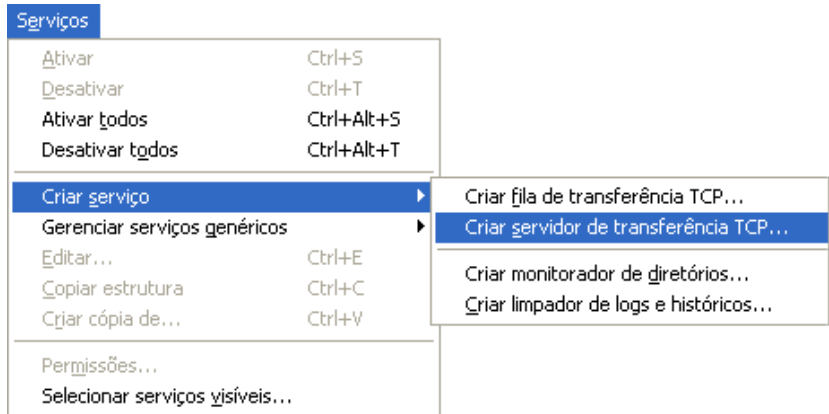 Serviços
Ativar Ctrl+S
Desativar Ctrl+T
Ativar todos Ctrl+Alt+S
Desativar todos Ctrl+Alt+T
Criar serviço
Gerenciar serviços genéricos
Editar... Ctrl+E
Copiar estrutura Ctrl+C
Criar cópia de... Ctrl+V
Permissões...
Selecionar serviços visíveis...
Criar fila de transferência TCP...
Criar servidor de transferência TCP...
Criar monitorador de diretórios...
Criar limpador de logs e históricos...